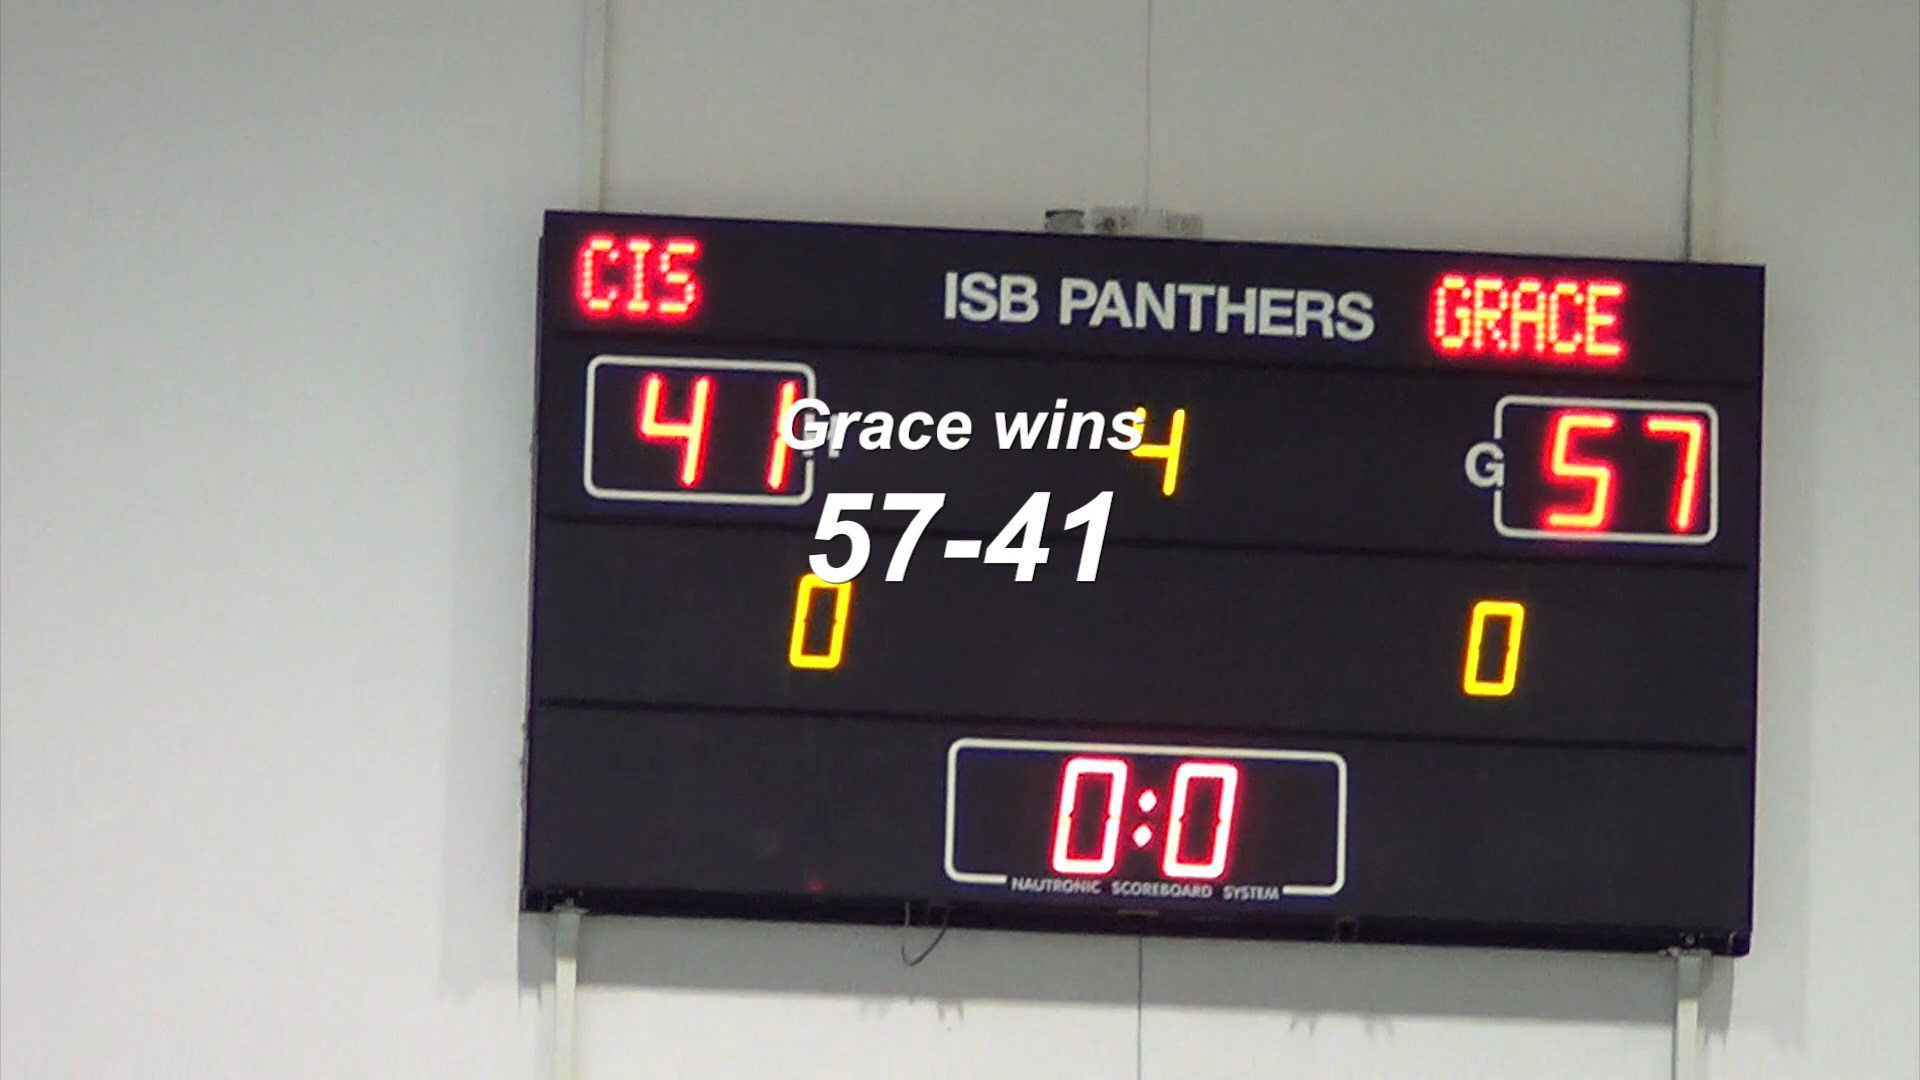 CIS
ISB PANTHERS
GRACE
41
H
Grace wins
4
G
57
57-41
0
0
0:0
NAUTRONIC SCOREBOARD SYSTEM